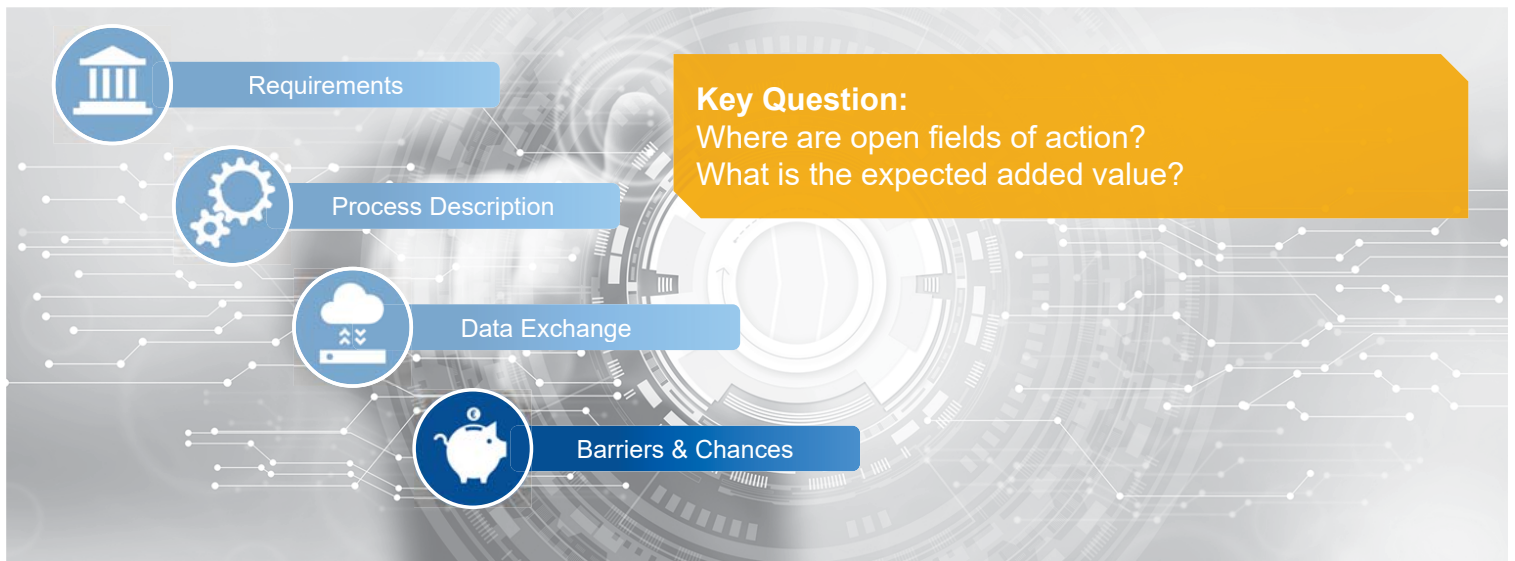 Requirements
Key Question:
Where are open fields of action?
What is the expected added value?
Process Description
Data Exchange
€
Barriers & Chances